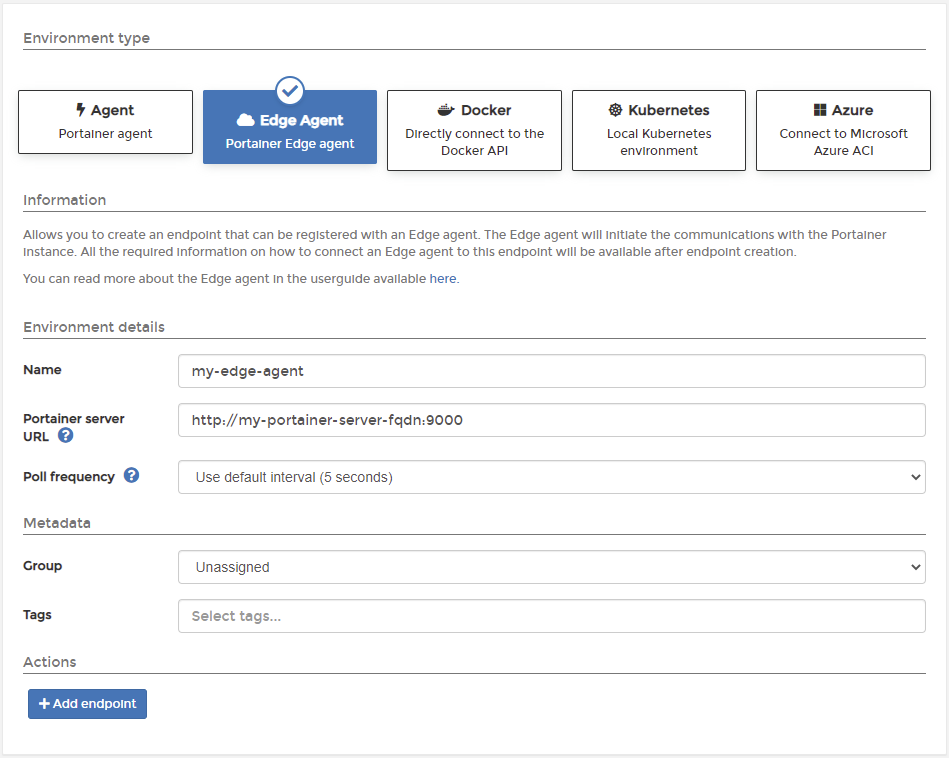 Environment type
Agent
Portainer agent
Edge Agent
Portainer Edge agent
Docker
Directly connect to the
Docker API
Kubernetes
Local Kubernetes
environment
Azure
Connect to Microsoft
Azure ACI
Information
Allows you to create an endpoint that can be registered with an Edge agent. The Edge agent will initiate the communications with the Portainer
instance. All the required information on how to connect an Edge agent to this endpoint will be available after endpoint creation.
You can read more about the Edge agent in the userguide available here.
Environment details
Name
my-edge-agent
Portainer server
URL ?
http://my-portainer-server-fqdn:9000
Poll frequency ?
Use default interval (5 seconds)
Metadata
Group
Unassigned
Tags
Select tags...
Actions
+ Add endpoint